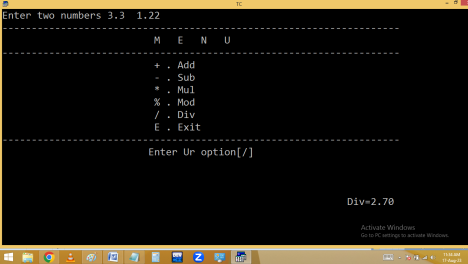 TC
Enter two numbers 3.3 1.22
M E N U
+ . Add
- . Sub
* . Mul
% . Mod
/ . Div
E . Exit
Enter Ur option[/]
Div=2.70
Activate Windows
Go to PC settings to activate Windows.